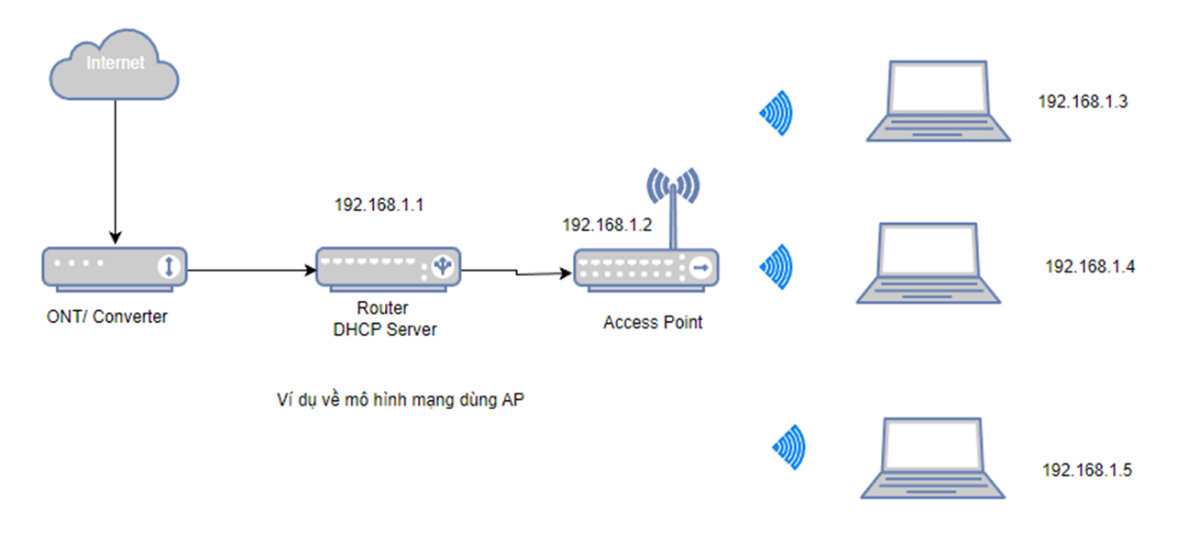 Internet
192.168.1.3
192.168.1.1
192.168.1.2
192.168.1.4
ONT/ Converter
Router
DHCP Server
Access Point
Ví dụ về mô hình mạng dùng AP
192.168.1.5